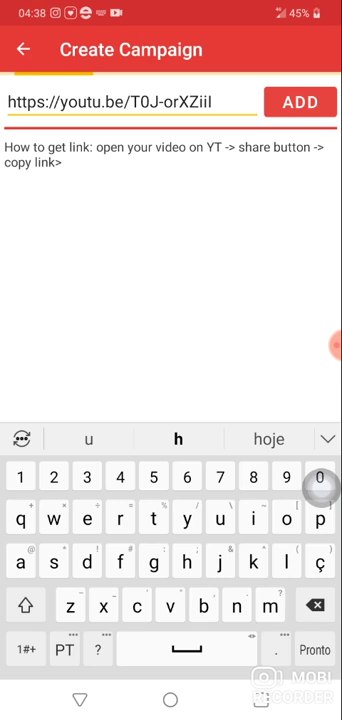 04:38 45%
Create Campaign
https://youtu.be/T0J-orXZiiI ADD
How to get link: open your video on YT -> share button ->
copy link>
u h hoje
1 2 3 4 5 6 7 8 9 0
q w e r t y u i o p
a s d f g h j k l ç
z x c v b n m
1#+ PT ? . Pronto
MOBI
RECORDER